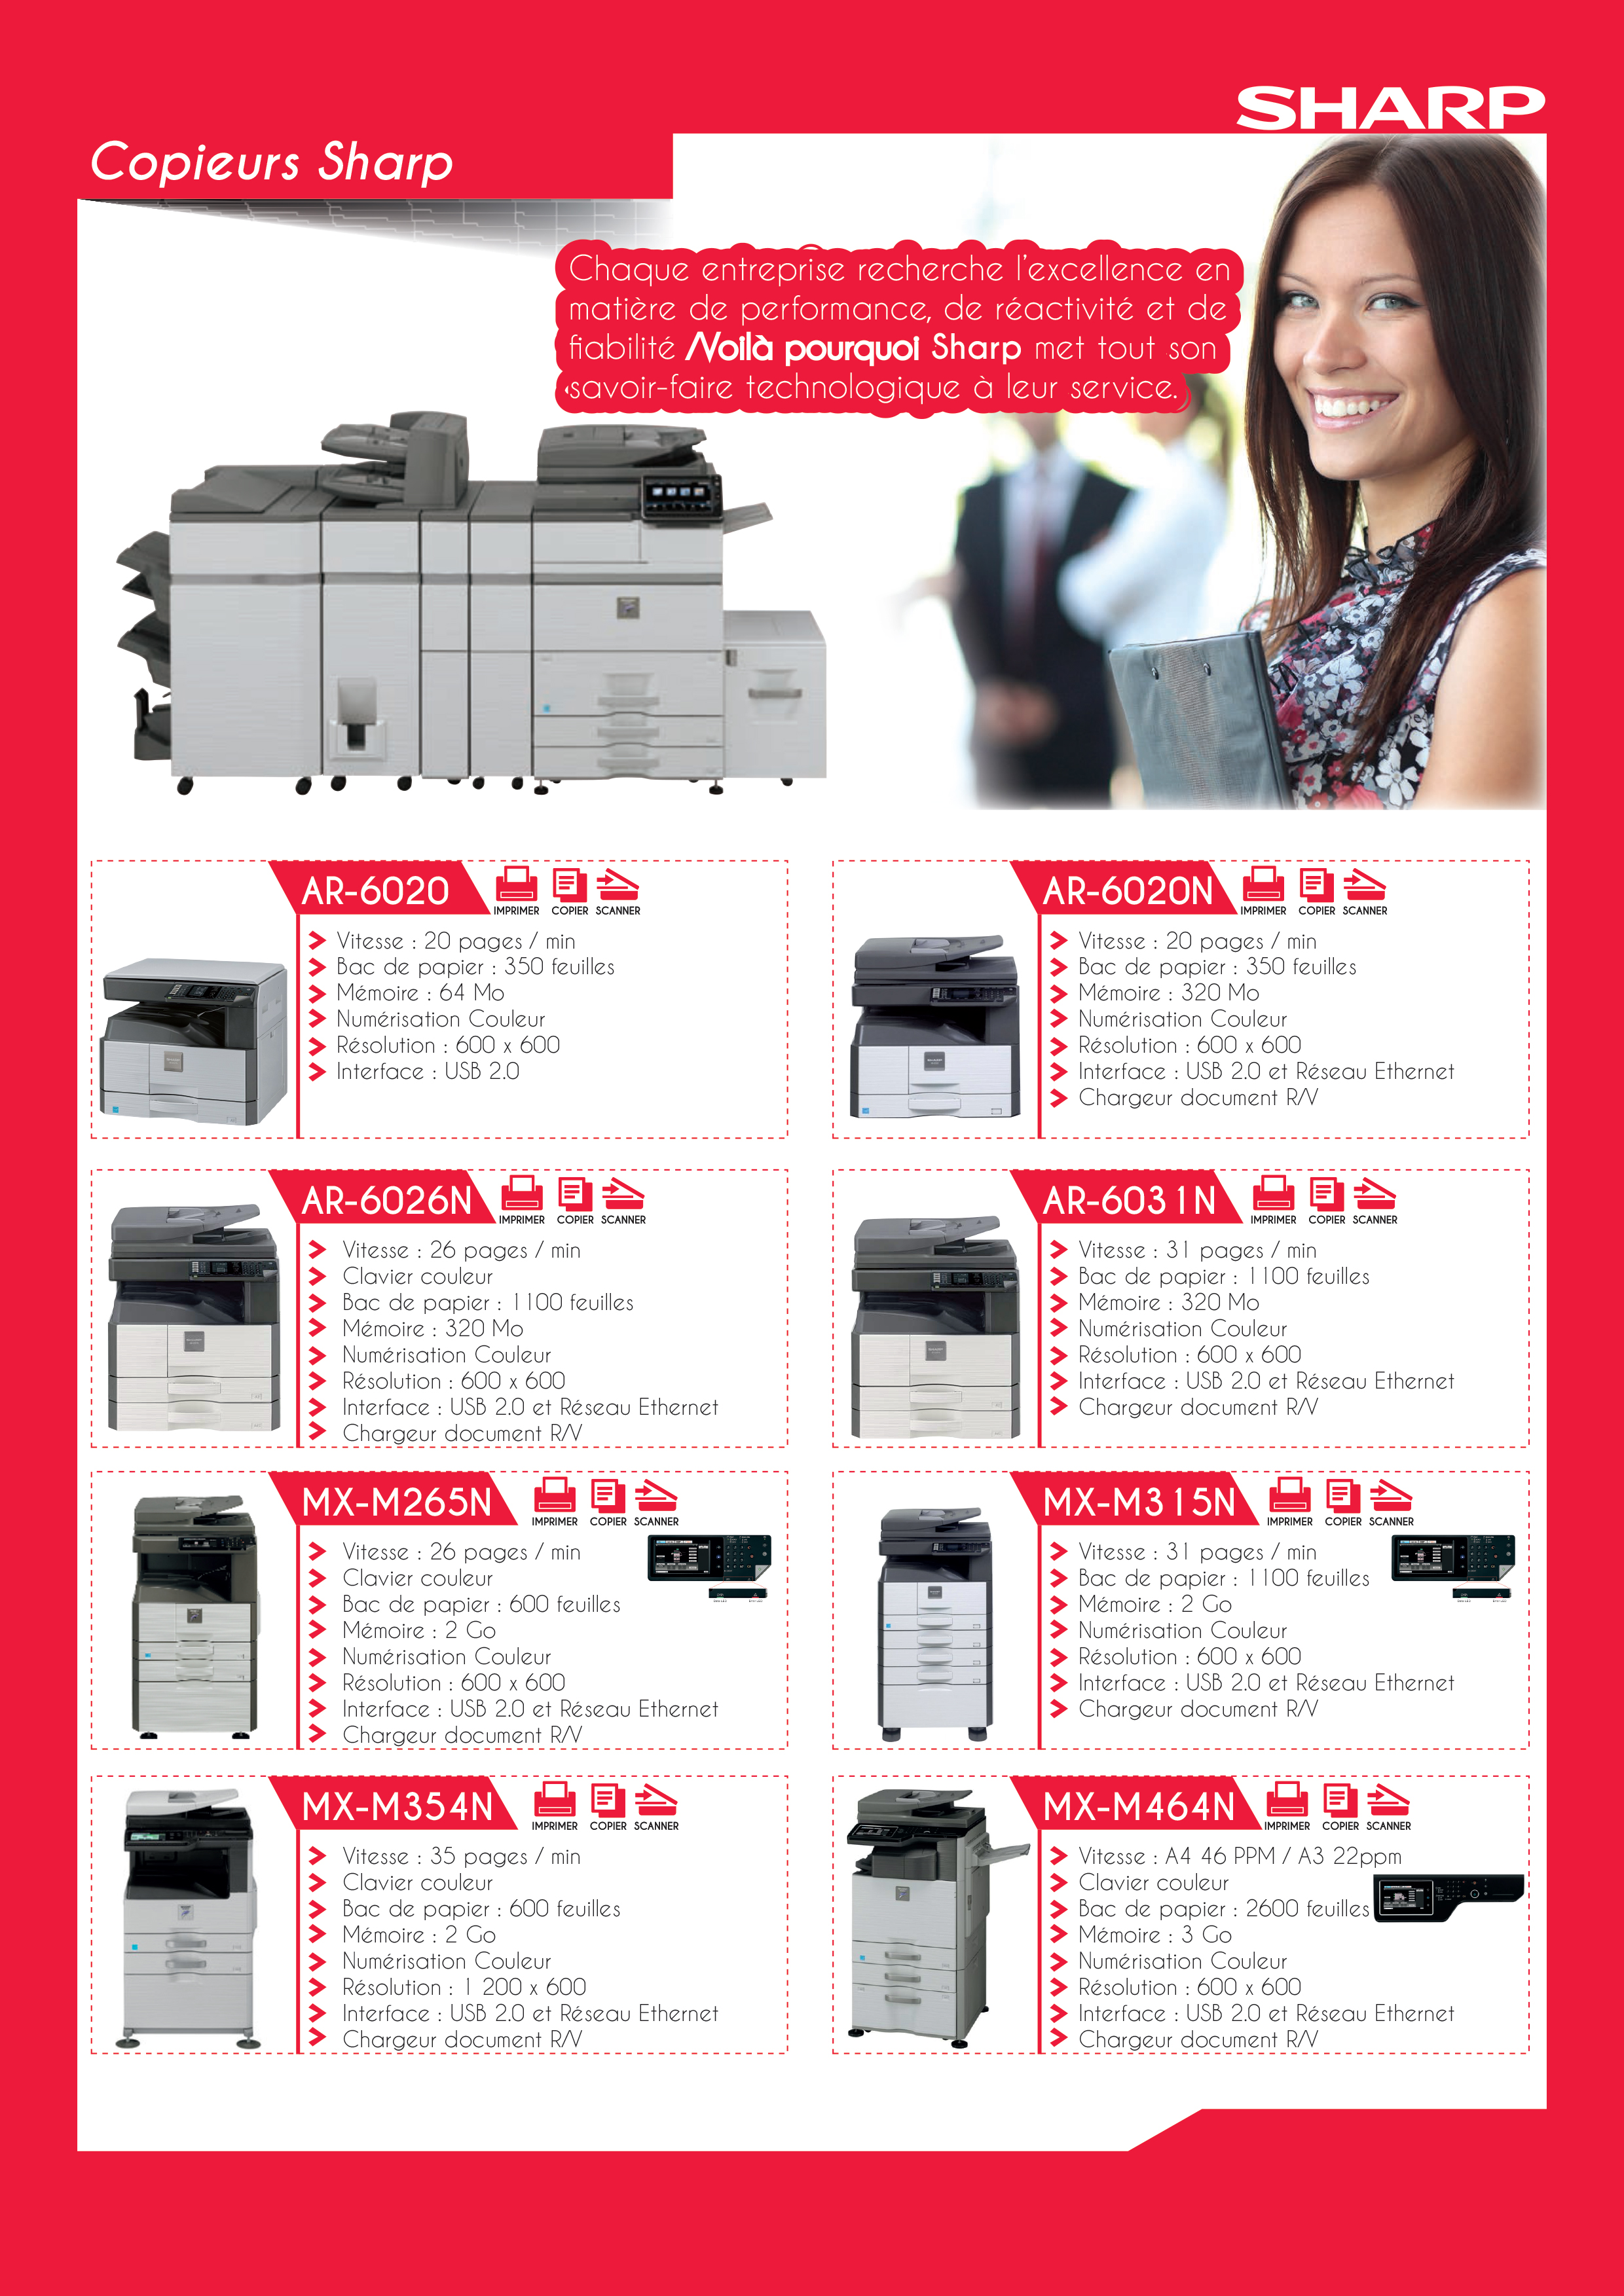 SHARP
Copieurs Sharp
Chaque entreprise recherche l'excellence en
matière de performance, de réactivité et de
fiabilité Voilà pourquoi Sharp met tout son
savoir-faire technologique à leur service.
AR-6020
IMPRIMER COPIER SCANNER
Vitesse : 20 pages / min
Bac de papier : 350 feuilles
Mémoire : 64 Mo
Numérisation Couleur
Résolution : 600 x 600
Interface : USB 2.0
AR-6020N
IMPRIMER COPIER SCANNER
Vitesse : 20 pages / min
Bac de papier : 350 feuilles
Mémoire : 320 Mo
Numérisation Couleur
Résolution : 600 x 600
Interface : USB 2.0 et Réseau Ethernet
Chargeur document R/V
AR-6026N
IMPRIMER COPIER SCANNER
Vitesse : 26 pages / min
Clavier couleur
Bac de papier : 1100 feuilles
Mémoire : 320 Mo
Numérisation Couleur
Résolution : 600 x 600
Interface : USB 2.0 et Réseau Ethernet
Chargeur document R/V
AR-6031N
IMPRIMER COPIER SCANNER
Vitesse : 31 pages / min
Bac de papier : 1100 feuilles
Mémoire : 320 Mo
Numérisation Couleur
Résolution : 600 x 600
Interface : USB 2.0 et Réseau Ethernet
Chargeur document R/V
MX-M265N
IMPRIMER COPIER SCANNER
Vitesse : 26 pages / min
Clavier couleur
Bac de papier : 600 feuilles
Mémoire : 2 Go
Numérisation Couleur
Résolution : 600 x 600
Interface : USB 2.0 et Réseau Ethernet
Chargeur document R/V
MX-M315N
IMPRIMER COPIER SCANNER
Vitesse : 31 pages / min
Bac de papier : 1100 feuilles
Mémoire : 2 Go
Numérisation Couleur
Résolution : 600 x 600
Interface : USB 2.0 et Réseau Ethernet
Chargeur document R/V
MX-M354N
IMPRIMER COPIER SCANNER
Vitesse : 35 pages / min
Clavier couleur
Bac de papier : 600 feuilles
Mémoire : 2 Go
Numérisation Couleur
Résolution : 1 200 x 600
Interface : USB 2.0 et Réseau Ethernet
Chargeur document R/V
MX-M464N
IMPRIMER COPIER SCANNER
Vitesse : A4 46 PPM / A3 22ppm
Clavier couleur
Bac de papier : 2600 feuilles
Mémoire : 3 Go
Numérisation Couleur
Résolution : 600 x 600
Interface : USB 2.0 et Réseau Ethernet
Chargeur document R/V